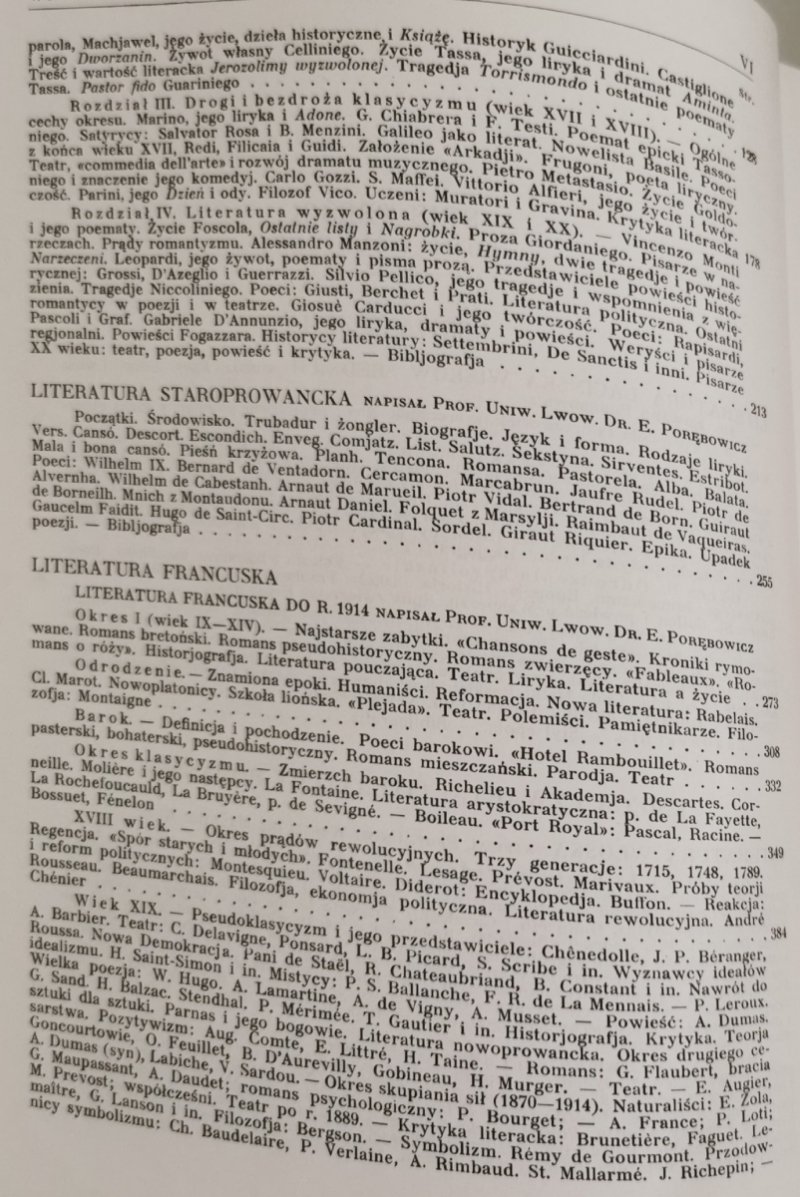 VI
Str.
parola, Machjawel, jego życie, dzieła historyczne i Książę. Historyk Guicciardini. Castiglione
i jego Dworzanin. Żywot własny Celliniego. Życie Tassa, jego liryka i dramat Aminta.
Treść i wartość literacka Jerozolimy wyzwolonej. Tragedja Torrismondo i ostatnie poematy
Tassa. Pastor fido Guariniego . . . . . . . . . . . . . . . . 128
Rozdział III. Drogi i bezdroża klasycyzmu (wiek XVII i XVIII). — Ogólne
cechy okresu. Marino, jego liryka i Adone. G. Chiabrera i F. Testi. Poemat epicki Tasso-
niego. Satyrycy: Salvator Rosa i B. Menzini. Galileo jako literat. Nowelista Basile. Poeci
z końca wieku XVII, Redi, Filicaia i Guidi. Założenie «Arkadji». Frugoni, poeta liryczny.
Teatr, «commedia dell'arte» i rozwój dramatu muzycznego. Pietro Metastasio. Życie Goldo-
niego i znaczenie jego komedyj. Carlo Gozzi. S. Maffei. Vittorio Alfieri, jego życie i twór-
czość. Parini, jego Dzień i ody. Filozof Vico. Uczeni: Muratori i Gravina. Krytyka literacka 178
Rozdział IV. Literatura wyzwolona (wiek XIX i XX). — Vincenzo Monti
i jego poematy. Życie Foscola, Ostatnie listy i Nagrobki. Proza Giordaniego. Pisarze w na-
rzeczach. Prądy romantyzmu. Alessandro Manzoni: życie, Hymny, dwie tragedje i powieść
Narzeczeni. Leopardi, jego żywot, poematy i pisma prozą. Przedstawiciele powieści histo-
rycznej: Grossi, D'Azeglio i Guerrazzi. Silvio Pellico, jego tragedje i wspomnienia z wię-
zienia. Tragedje Niccoliniego. Poeci: Giusti, Berchet i Prati. Literatura polityczna. Ostatni
romantycy w poezji i w teatrze. Giosuè Carducci i jego twórczość. Poeci: Rapisardi,
Pascoli i Graf. Gabriele D'Annunzio, jego liryka, dramaty i powieści. Weryści i pisarze
regjonalni. Powieści Fogazzara. Historycy literatury: Settembrini, De Sanctis i inni. Pisarze
XX wieku: teatr, poezja, powieść i krytyka. — Bibljografja . . . . . . . . . . 213
LITERATURA STAROPROWANCKA NAPISAŁ PROF. UNIW. LWOW. DR. E. PORĘBOWICZ
Początki. Środowisko. Trubadur i żongler. Biografje. Język i forma. Rodzaje liryki.
Vers. Cansó. Descort. Escondich. Enveg. Comjatz. List. Salutz. Sekstyna. Sirventes. Estribot.
Mala i bona cansó. Pieśń krzyżowa. Planh. Tencona. Romansa. Pastorela. Alba. Balata.
Poeci: Wilhelm IX. Bernard de Ventadorn. Cercamon. Marcabrun. Jaufre Rudel. Piotr de
Alvernha. Wilhelm de Cabestanh. Arnaut de Marueil. Piotr Vidal. Bertrand de Born. Guiraut
de Borneilh. Mnich z Montaudonu. Arnaut Daniel. Folquet z Marsylji. Raimbaut de Vaqueiras.
Gaucelm Faidit. Hugo de Saint-Circ. Piotr Cardinal. Sordel. Giraut Riquier. Epika. Upadek
poezji. — Bibljografja . . . . . . . . . . . . . . . . 255
LITERATURA FRANCUSKA
LITERATURA FRANCUSKA DO R. 1914 NAPISAŁ PROF. UNIW. LWOW. DR. E. PORĘBOWICZ
Okres I (wiek IX—XIV). — Najstarsze zabytki. «Chansons de geste». Kroniki rymo-
wane. Romans bretoński. Romans pseudohistoryczny. Romans zwierzęcy. «Fableaux». «Ro-
mans o róży». Historjografja. Literatura pouczająca. Teatr. Liryka. Literatura a życie . . 273
Odrodzenie. — Znamiona epoki. Humaniści. Reformacja. Nowa literatura: Rabelais.
Cl. Marot. Nowoplatonicy. Szkoła liońska. «Plejada». Teatr. Polemiści. Pamiętnikarze. Filo-
zofja: Montaigne . . . . . . . . . . . . . . . . 308
Barok. — Definicja i pochodzenie. Poeci barokowi. «Hotel Rambouillet». Romans
pasterski, bohaterski, pseudohistoryczny. Romans mieszczański. Parodja. Teatr . . . . . . 332
Okres klasycyzmu. — Zmierzch baroku. Richelieu i Akademja. Descartes. Cor-
neille. Molière i jego następcy. La Fontaine. Literatura arystokratyczna: p. de La Fayette,
La Rochefoucauld, La Bruyère, p. de Sevigné. — Boileau. «Port Royal»: Pascal, Racine. —
Bossuet, Fénelon . . . . . . . . . . . . . . . . 349
XVIII wiek. — Okres prądów rewolucyjnych. Trzy generacje: 1715, 1748, 1789.
Regencja. «Spór starych i młodych». Fontenelle. Lesage. Prévost. Marivaux. Próby teorji
i reform politycznych: Montesquieu. Voltaire. Diderot: Encyklopedja. Buffon. — Reakcja:
Rousseau. Beaumarchais. Filozofja, ekonomja polityczna. Literatura rewolucyjna. André
Chénier . . . . . . . . . . . . . . . . 384
Wiek XIX. — Pseudoklasycyzm i jego przedstawiciele: Chênedolle, J. P. Béranger,
A. Barbier. Teatr: C. Delavigne, Ponsard, L. B. Picard, S. Scribe i in. Wyznawcy ideałów
Roussa. Nowa Demokracja. Pani de Staël, R. Chateaubriand, B. Constant i in. Nawrót do
idealizmu. H. Saint-Simon i in. Mistycy: P. S. Ballanche, F. R. de La Mennais. — P. Leroux.
Wielka poezja: W. Hugo. A. Lamartine, A. de Vigny, A. Musset. — Powieść: A. Dumas.
G. Sand. H. Balzac. Stendhal. P. Mérimée. T. Gautier i in. Historjografja. Krytyka. Teorja
sztuki dla sztuki. Parnas i jego bogowie. Literatura nowoprowancka. Okres drugiego ce-
sarstwa. Pozytywizm: Aug. Comte, E. Littré, H. Taine. — Romans: G. Flaubert, bracia
Goncourtowie, O. Feuillet, B. D'Aurevilly, Gobineau, H. Murger. — Teatr. — E. Augier,
A. Dumas (syn), Labiche, V. Sardou. — Okres skupiania sił (1870—1914). Naturaliści: E. Zola,
G. Maupassant, A. Daudet; romans psychologiczny: P. Bourget; — A. France; P. Loti;
M. Prevost; współcześni. Teatr po r. 1889. — Krytyka literacka: Brunetière, Faguet. Le-
maître, G. Lanson i in. Filozofja: Bergson. — Symbolizm. Rémy de Gourmont. Przodow-
nicy symbolizmu: Ch. Baudelaire, P. Verlaine, A. Rimbaud. St. Mallarmé. J. Richepin; —